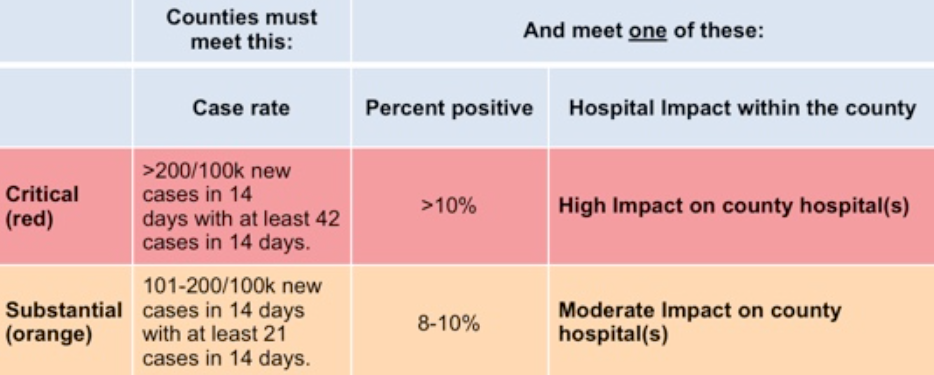 Counties must
meet this:
And meet one of these:
Case rate
Percent positive
Hospital Impact within the county
Critical
(red)
>200/100k new
cases in 14
days with at least 42
cases in 14 days.
>10%
High Impact on county hospital(s)
Substantial
(orange)
101-200/100k new
cases in 14 days
with at least 21
cases in 14 days.
8-10%
Moderate Impact on county
hospital(s)